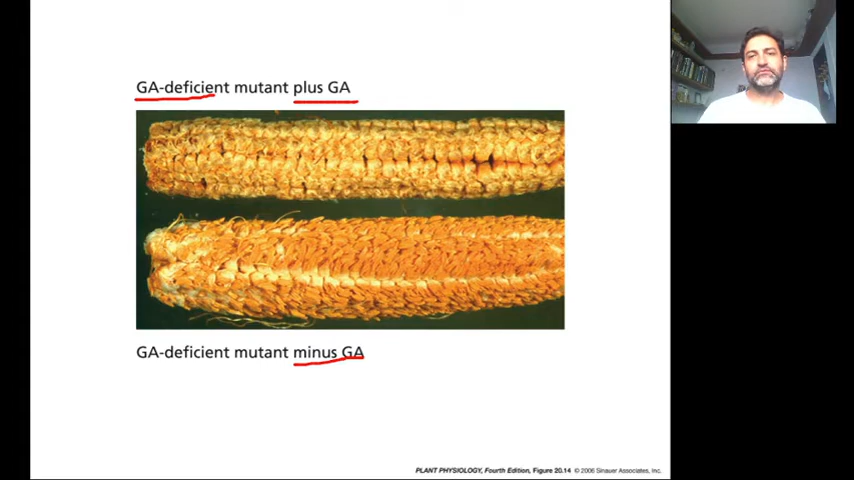 GA-deficient mutant plus GA
GA-deficient mutant minus GA
PLANT PHYSIOLOGY, Fourth Edition, Figure 20.14 © 2006 Sinauer Associates, Inc.